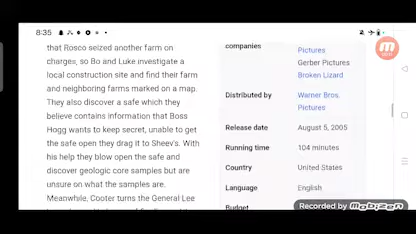 8:35
that Rosco seized another farm on
charges, so Bo and Luke investigate a
local construction site and find their farm
and neighboring farms marked on a map.
They also discover a safe which they
believe contains information that Boss
Hogg wants to keep secret, unable to get
the safe open they drag it to Sheev's. With
his help they blow open the safe and
discover geologic core samples but are
unsure on what the samples are.
Meanwhile, Cooter turns the General Lee
companies
Pictures
Gerber Pictures
Broken Lizard
Distributed by
Warner Bros.
Pictures
Release date
August 5, 2005
Running time
104 minutes
Country
United States
Language
English
Budget
Recorded by
Mobizen